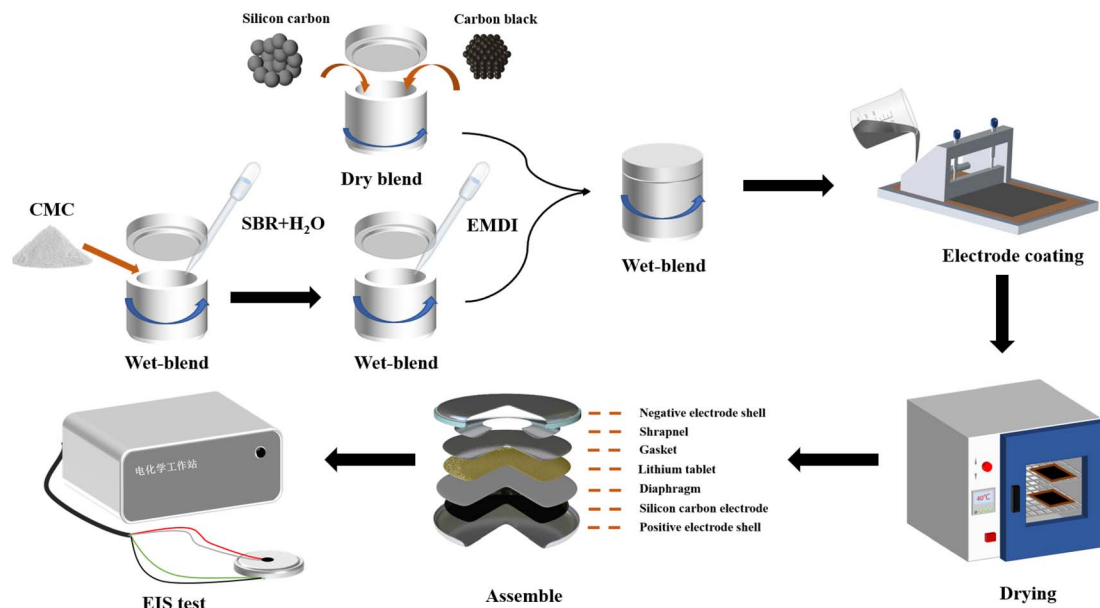 Silicon carbon
Carbon black
Dry blend
CMC
SBR+H₂O
EMDI
Wet-blend
Wet-blend
Wet-blend
Electrode coating
电化学工作站
Negative electrode shell
Shrapnel
Gasket
Lithium tablet
Diaphragm
Silicon carbon electrode
Positive electrode shell
40℃
EIS test
Assemble
Drying